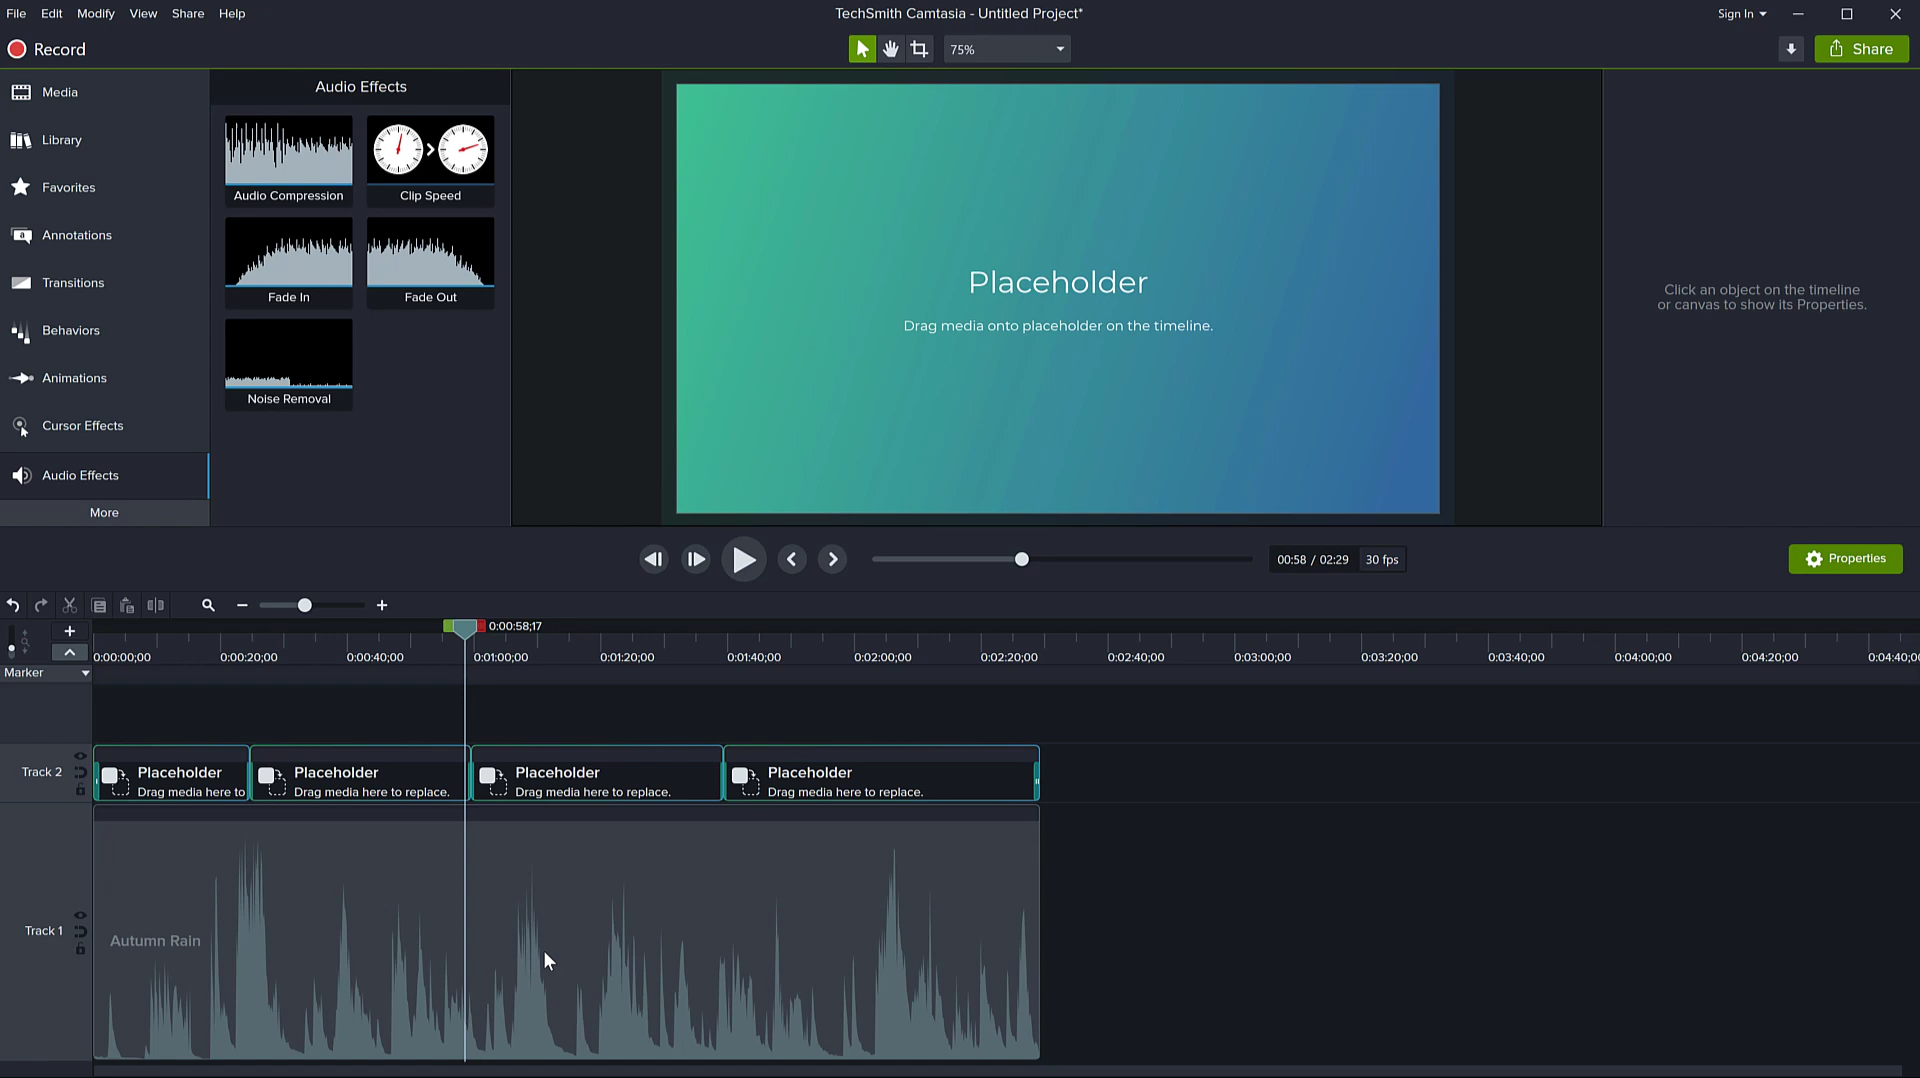 File Edit Modify View Share Help
TechSmith Camtasia - Untitled Project*
Sign In
Record
75%
Share
Media
Library
Favorites
Annotations
Transitions
Behaviors
Animations
Cursor Effects
Audio Effects
More
Audio Effects
Audio Compression
Clip Speed
Fade In
Fade Out
Noise Removal
Placeholder
Drag media onto placeholder on the timeline.
Click an object on the timeline
or canvas to show its Properties.
00:58 / 02:29
30 fps
Properties
0:00:58;17
0:00:00;00 0:00:20;00 0:00:40;00 0:01:00;00 0:01:20;00 0:01:40;00 0:02:00;00 0:02:20;00 0:02:40;00 0:03:00;00 0:03:20;00 0:03:40;00 0:04:00;00 0:04:20;00 0:04:40;0
Marker
Track 2
a
Placeholder
Drag media here to
Placeholder
Drag media here to replace.
Placeholder
Drag media here to replace.
Placeholder
Drag media here to replace.
Track 1
Autumn Rain